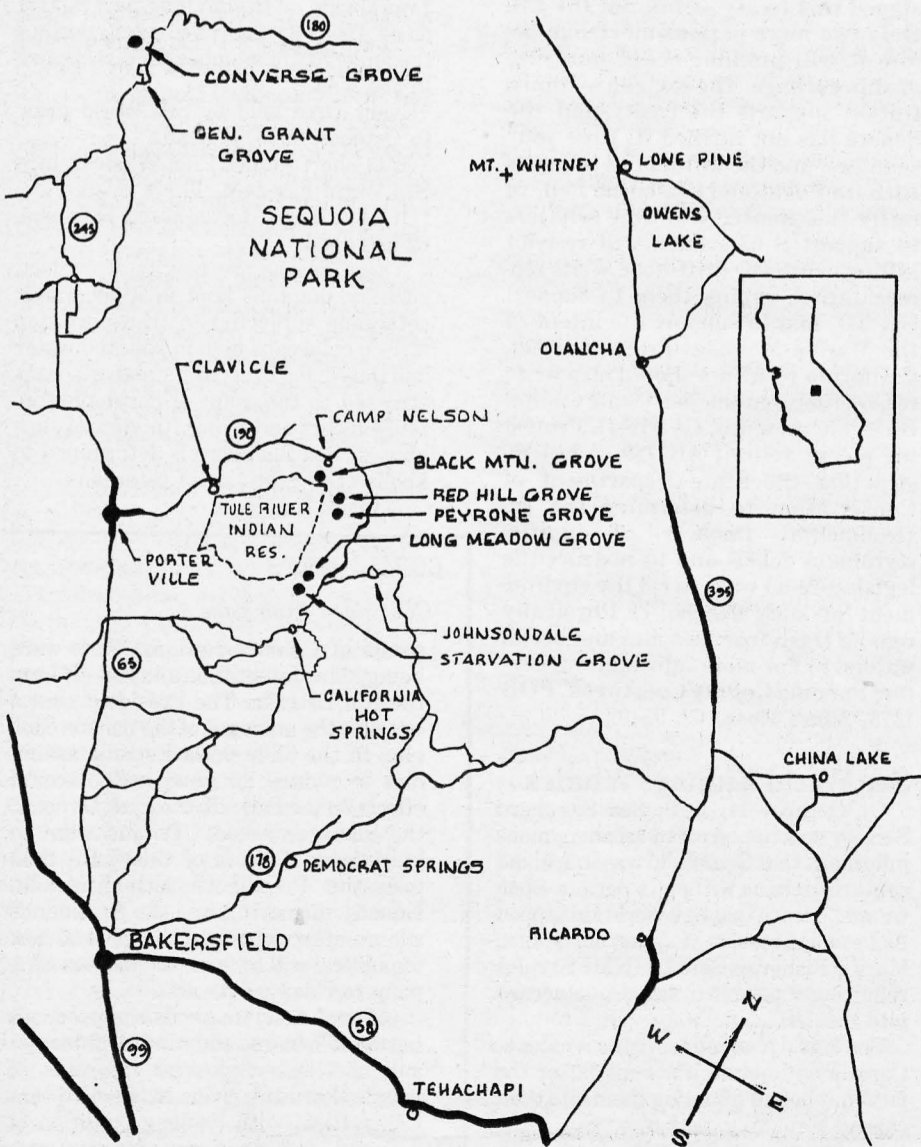 180
CONVERSE GROVE
GEN. GRANT
GROVE
MT. WHITNEY
LONE PINE
OWENS
LAKE
245
SEQUOIA
NATIONAL
PARK
OLANCHA
CLAVICLE
190
CAMP NELSON
BLACK MTN. GROVE
RED HILL GROVE
PEYRONE GROVE
LONG MEADOW GROVE
TULE RIVER
INDIAN
RES.
PORTER
VILLE
395
JOHNSONDALE
STARVATION GROVE
65
CALIFORNIA
HOT
SPRINGS
CHINA LAKE
178
DEMOCRAT SPRINGS
RICARDO
BAKERSFIELD
58
99
TEHACHAPI
N
W
E
S